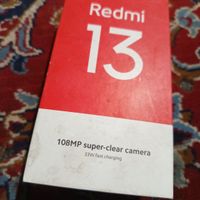 Redmi
13
108MP super-clear camera
33W fast charging